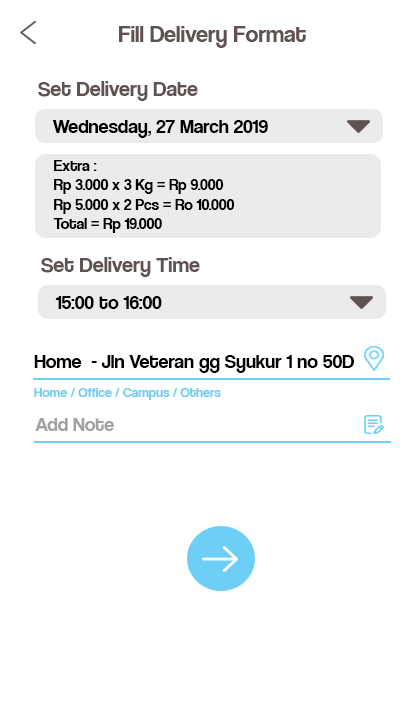 Fill Delivery Format
Set Delivery Date
Wednesday, 27 March 2019
Extra :
Rp 3.000 x 3 Kg = Rp 9.000
Rp 5.000 x 2 Pcs = Ro 10.000
Total = Rp 19.000
Set Delivery Time
15:00 to 16:00
Home - Jln Veteran gg Syukur 1 no 50D
Home / Office / Campus / Others
Add Note